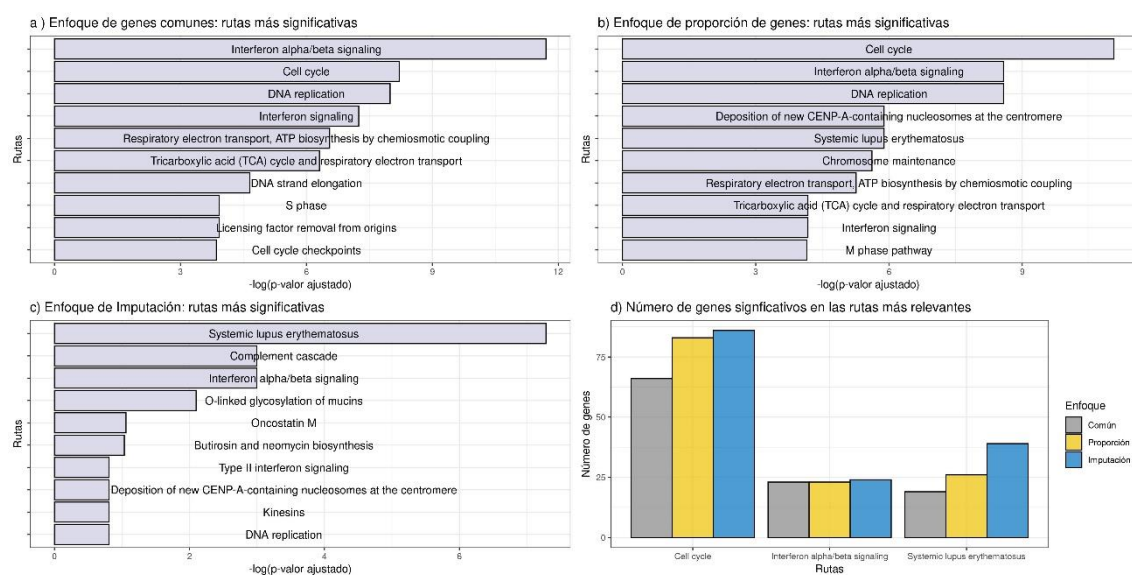 a ) Enfoque de genes comunes: rutas más significativas
Rutas
Interferon alpha/beta signaling
Cell cycle
DNA replication
Interferon signaling
Respiratory electron transport, ATP biosynthesis by chemiosmotic coupling
Tricarboxylic acid (TCA) cycle and respiratory electron transport
DNA strand elongation
S phase
Licensing factor removal from origins
Cell cycle checkpoints
0 3 6 9 12
-log(p-valor ajustado)
b) Enfoque de proporción de genes: rutas más significativas
Rutas
Cell cycle
Interferon alpha/beta signaling
DNA replication
Deposition of new CENP-A-containing nucleosomes at the centromere
Systemic lupus erythematosus
Chromosome maintenance
Respiratory electron transport, ATP biosynthesis by chemiosmotic coupling
Tricarboxylic acid (TCA) cycle and respiratory electron transport
Interferon signaling
M phase pathway
0 3 6 9
-log(p-valor ajustado)
c) Enfoque de Imputación: rutas más significativas
Rutas
Systemic lupus erythematosus
Complement cascade
Interferon alpha/beta signaling
O-linked glycosylation of mucins
Oncostatin M
Butirosin and neomycin biosynthesis
Type II interferon signaling
Deposition of new CENP-A-containing nucleosomes at the centromere
Kinesins
DNA replication
0 2 4 6
-log(p-valor ajustado)
d) Número de genes signficativos en las rutas más relevantes
Número de genes
75
50
25
0
Cell cycle Interferon alpha/beta signaling Systemic lupus erythematosus
Rutas
Enfoque
Común
Proporción
Imputación